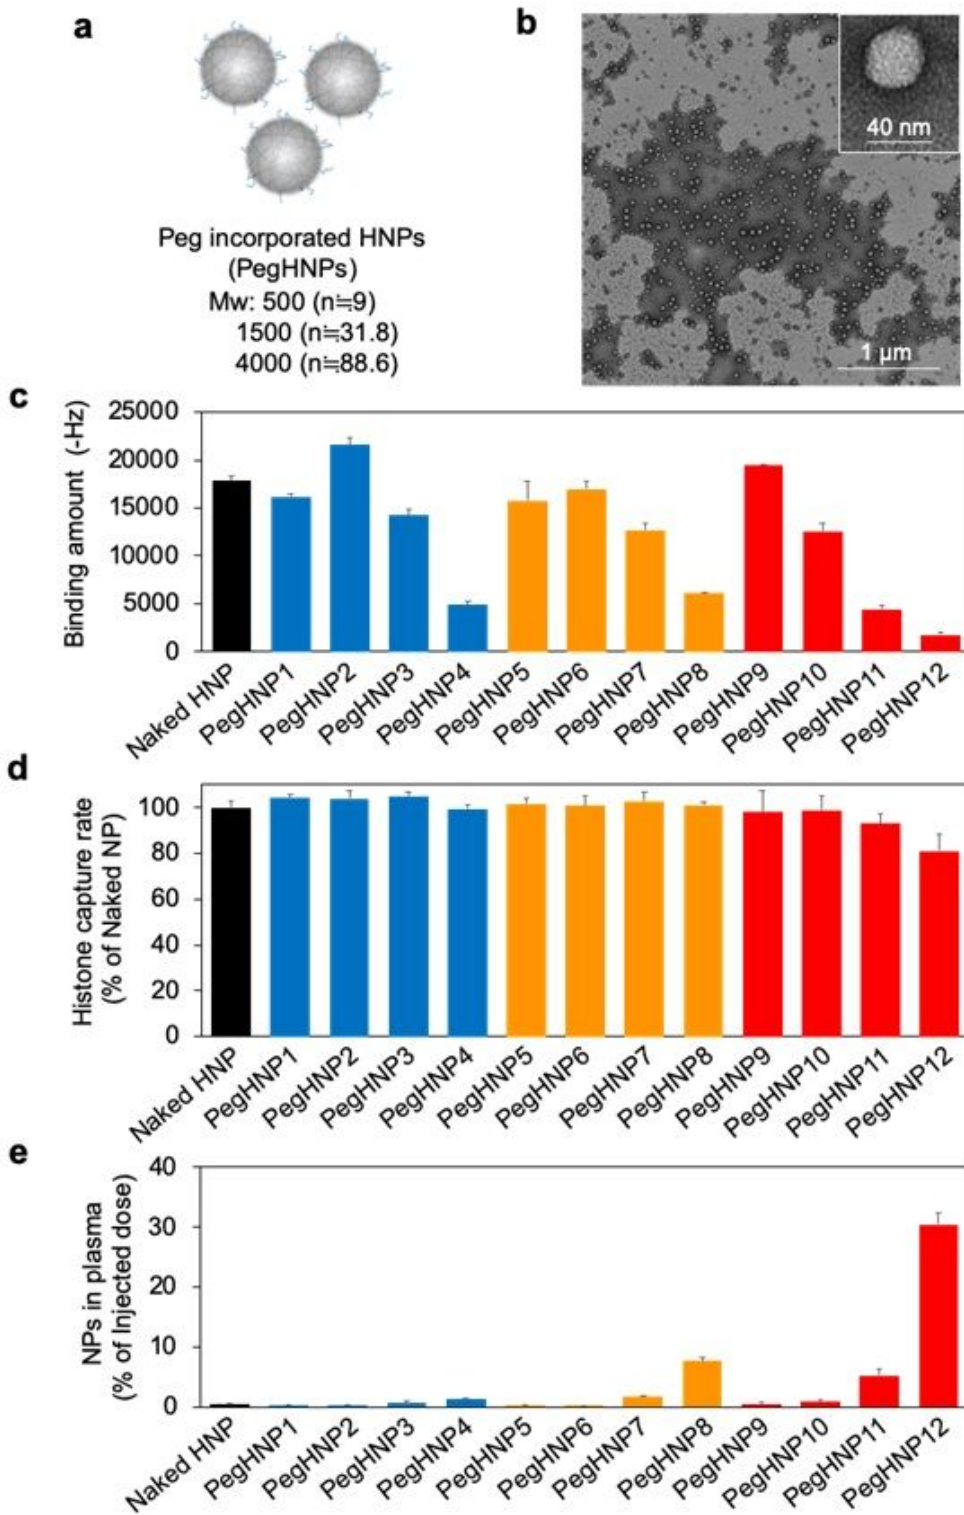 a
Peg incorporated HNPs
(PegHNPs)
Mw: 500 (n≒9)
1500 (n≒31.8)
4000 (n≒88.6)
b
40 nm
1 µm
c
Binding amount (-Hz)
25000
20000
15000
10000
5000
0
Naked HNP
PegHNP1
PegHNP2
PegHNP3
PegHNP4
PegHNP5
PegHNP6
PegHNP7
PegHNP8
PegHNP9
PegHNP10
PegHNP11
PegHNP12
d
Histone capture rate
(% of Naked NP)
100
80
60
40
20
0
Naked HNP
PegHNP1
PegHNP2
PegHNP3
PegHNP4
PegHNP5
PegHNP6
PegHNP7
PegHNP8
PegHNP9
PegHNP10
PegHNP11
PegHNP12
e
NPs in plasma
(% of Injected dose)
40
30
20
10
0
Naked HNP
PegHNP1
PegHNP2
PegHNP3
PegHNP4
PegHNP5
PegHNP6
PegHNP7
PegHNP8
PegHNP9
PegHNP10
PegHNP11
PegHNP12